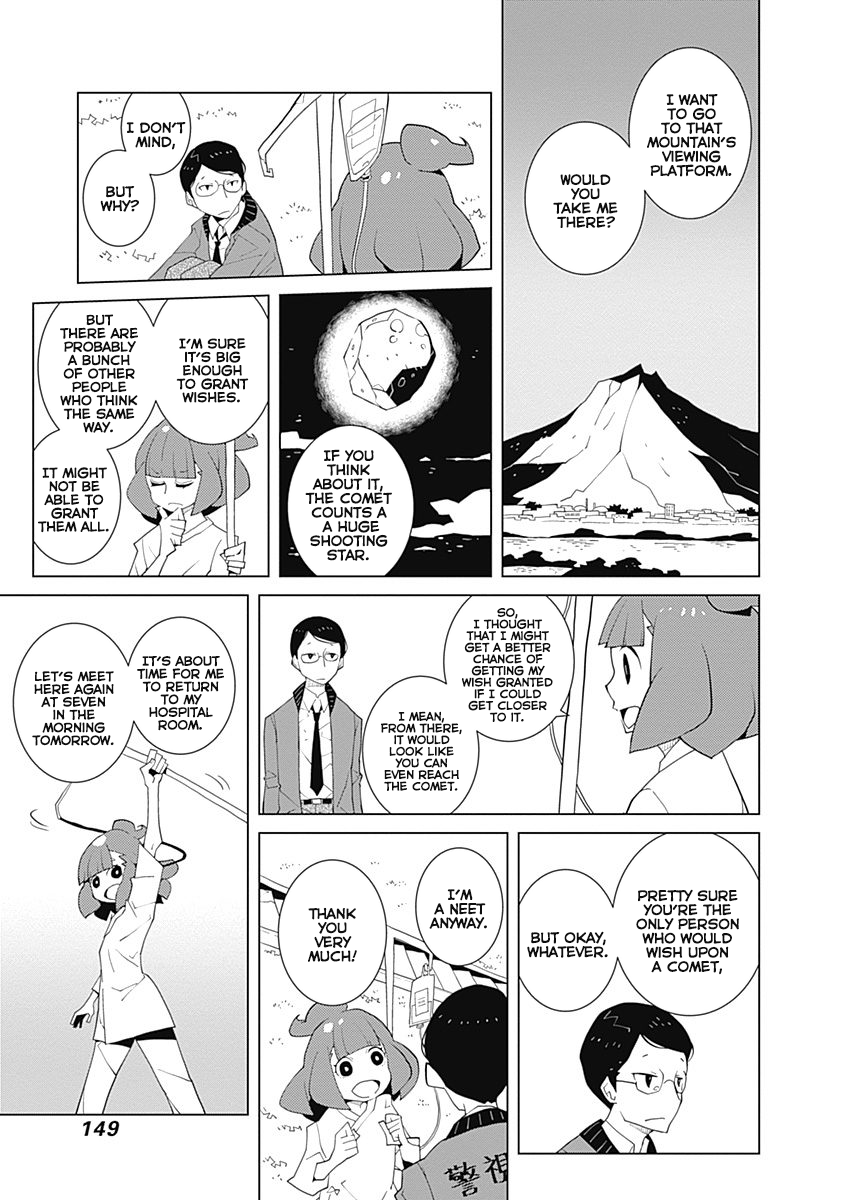 I WANT
TO GO
TO THAT
MOUNTAIN'S
VIEWING
PLATFORM.
WOULD
YOU
TAKE ME
THERE?
I DON'T
MIND,
BUT
WHY?
IF YOU
THINK
ABOUT IT,
THE COMET
COUNTS A
A HUGE
SHOOTING
STAR.
I'M SURE
IT'S BIG
ENOUGH
TO GRANT
WISHES.
BUT
THERE ARE
PROBABLY
A BUNCH
OF OTHER
PEOPLE
WHO THINK
THE SAME
WAY.
IT MIGHT
NOT BE
ABLE TO
GRANT
THEM ALL.
SO,
I THOUGHT
THAT I MIGHT
GET A BETTER
CHANCE OF
GETTING MY
WISH GRANTED
IF I COULD
GET CLOSER
TO IT.
I MEAN,
FROM THERE,
IT WOULD
LOOK LIKE
YOU CAN
EVEN REACH
THE COMET.
PRETTY SURE
YOU'RE THE
ONLY PERSON
WHO WOULD
WISH UPON
A COMET,
BUT OKAY,
WHATEVER.
I'M
A NEET
ANYWAY.
THANK
YOU
VERY
MUCH!
警視
IT'S ABOUT
TIME FOR ME
TO RETURN
TO MY
HOSPITAL
ROOM.
LET'S MEET
HERE AGAIN
AT SEVEN
IN THE
MORNING
TOMORROW.
149